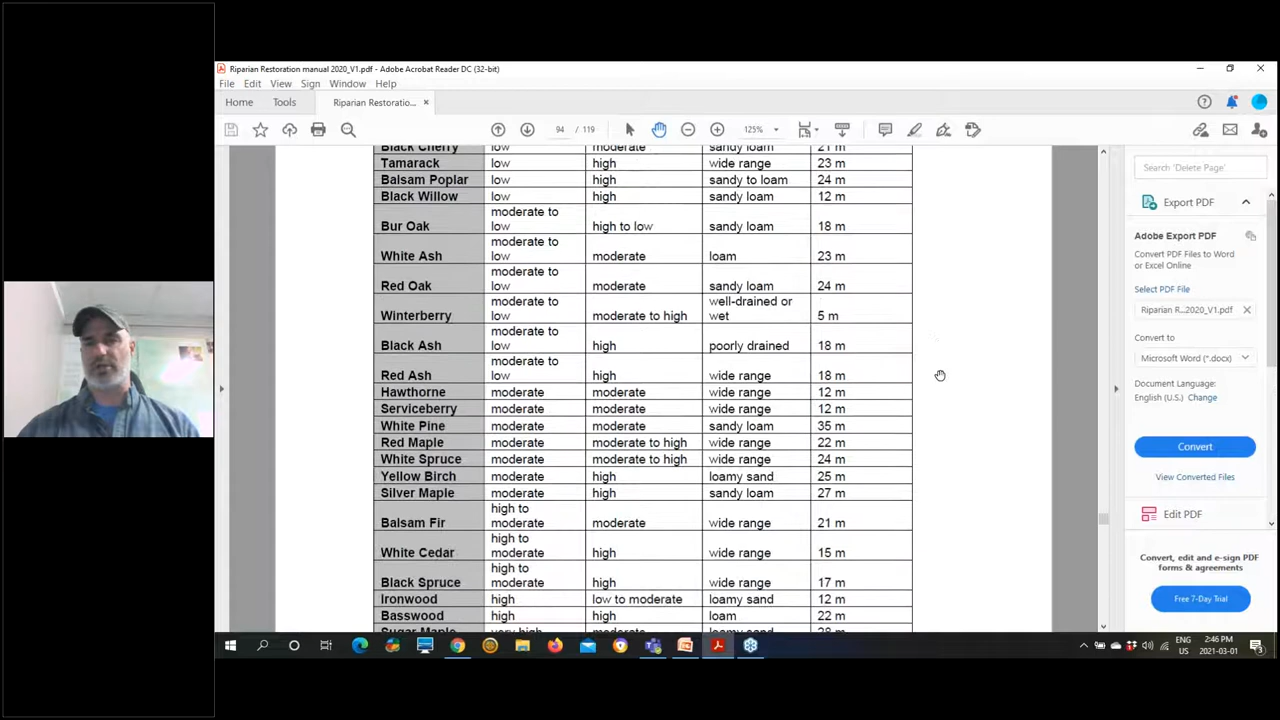 Riparian Restoration manual 2020_V1.pdf - Adobe Acrobat Reader DC (32-bit)
File Edit View Sign Window Help
Home Tools Riparian Restoratio... ×
94 / 119 125%
Search 'Delete Page'
Export PDF
Adobe Export PDF
Convert PDF Files to Word
or Excel Online
Select PDF File
Riparian R...2020_V1.pdf
Convert to
Microsoft Word (*.docx)
Document Language:
English (U.S.) Change
Convert
View Converted Files
Edit PDF
Convert, edit and e-sign PDF
forms & agreements
Free 7-Day Trial
Black Cherry low moderate sandy loam 21 m
Tamarack low high wide range 23 m
Balsam Poplar low high sandy to loam 24 m
Black Willow low high sandy loam 12 m
moderate to
Bur Oak low high to low sandy loam 18 m
moderate to
White Ash low moderate loam 23 m
moderate to
Red Oak low moderate sandy loam 24 m
moderate to well-drained or
Winterberry low moderate to high wet 5 m
moderate to
Black Ash low high poorly drained 18 m
moderate to
Red Ash low high wide range 18 m
Hawthorne moderate moderate wide range 12 m
Serviceberry moderate moderate wide range 12 m
White Pine moderate moderate sandy loam 35 m
Red Maple moderate moderate to high wide range 22 m
White Spruce moderate moderate to high wide range 24 m
Yellow Birch moderate high loamy sand 25 m
Silver Maple moderate high sandy loam 27 m
high to
Balsam Fir moderate moderate wide range 21 m
high to
White Cedar moderate high wide range 15 m
high to
Black Spruce moderate high wide range 17 m
Ironwood high low to moderate loamy sand 12 m
Basswood high high loam 22 m
Sugar Maple very high moderate loamy sand 28 m
ENG 2:46 PM
US 2021-03-01